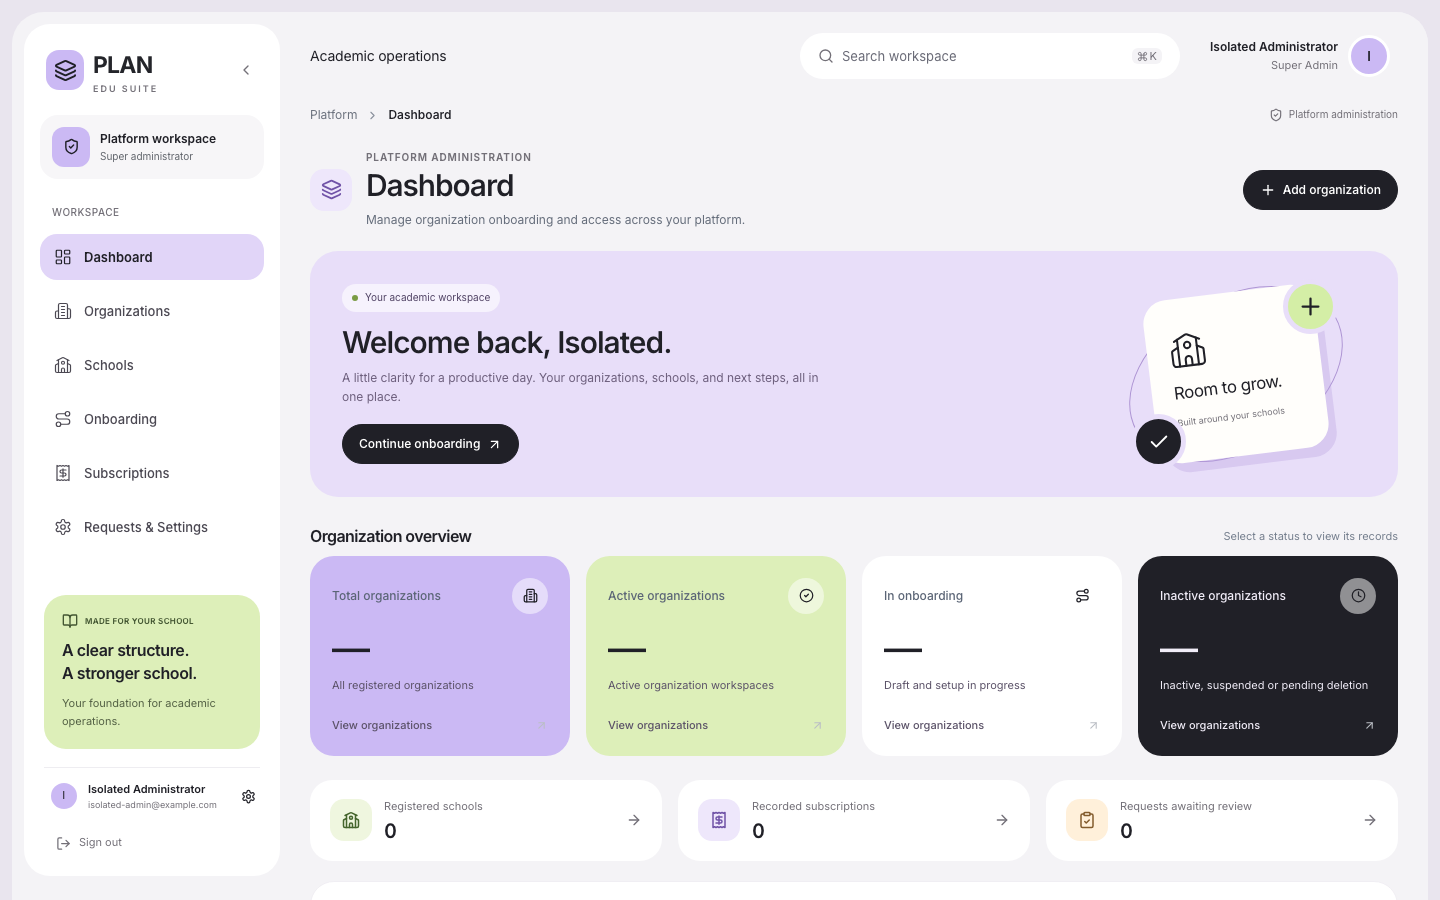 PLAN
EDU SUITE
Platform workspace
Super administrator
WORKSPACE
Dashboard
Organizations
Schools
Onboarding
Subscriptions
Requests & Settings
MADE FOR YOUR SCHOOL
A clear structure.
A stronger school.
Your foundation for academic
operations.
I
Isolated Administrator
isolated-admin@example.com
Sign out
Academic operations
Search workspace
⌘K
Isolated Administrator
Super Admin
I
Platform
Dashboard
Platform administration
PLATFORM ADMINISTRATION
Dashboard
Manage organization onboarding and access across your platform.
Add organization
Your academic workspace
Welcome back, Isolated.
A little clarity for a productive day. Your organizations, schools, and next steps, all in
one place.
Continue onboarding
Room to grow.
Built around your schools
Organization overview
Select a status to view its records
Total organizations
—
All registered organizations
View organizations
Active organizations
—
Active organization workspaces
View organizations
In onboarding
—
Draft and setup in progress
View organizations
Inactive organizations
—
Inactive, suspended or pending deletion
View organizations
Registered schools
0
Recorded subscriptions
0
Requests awaiting review
0